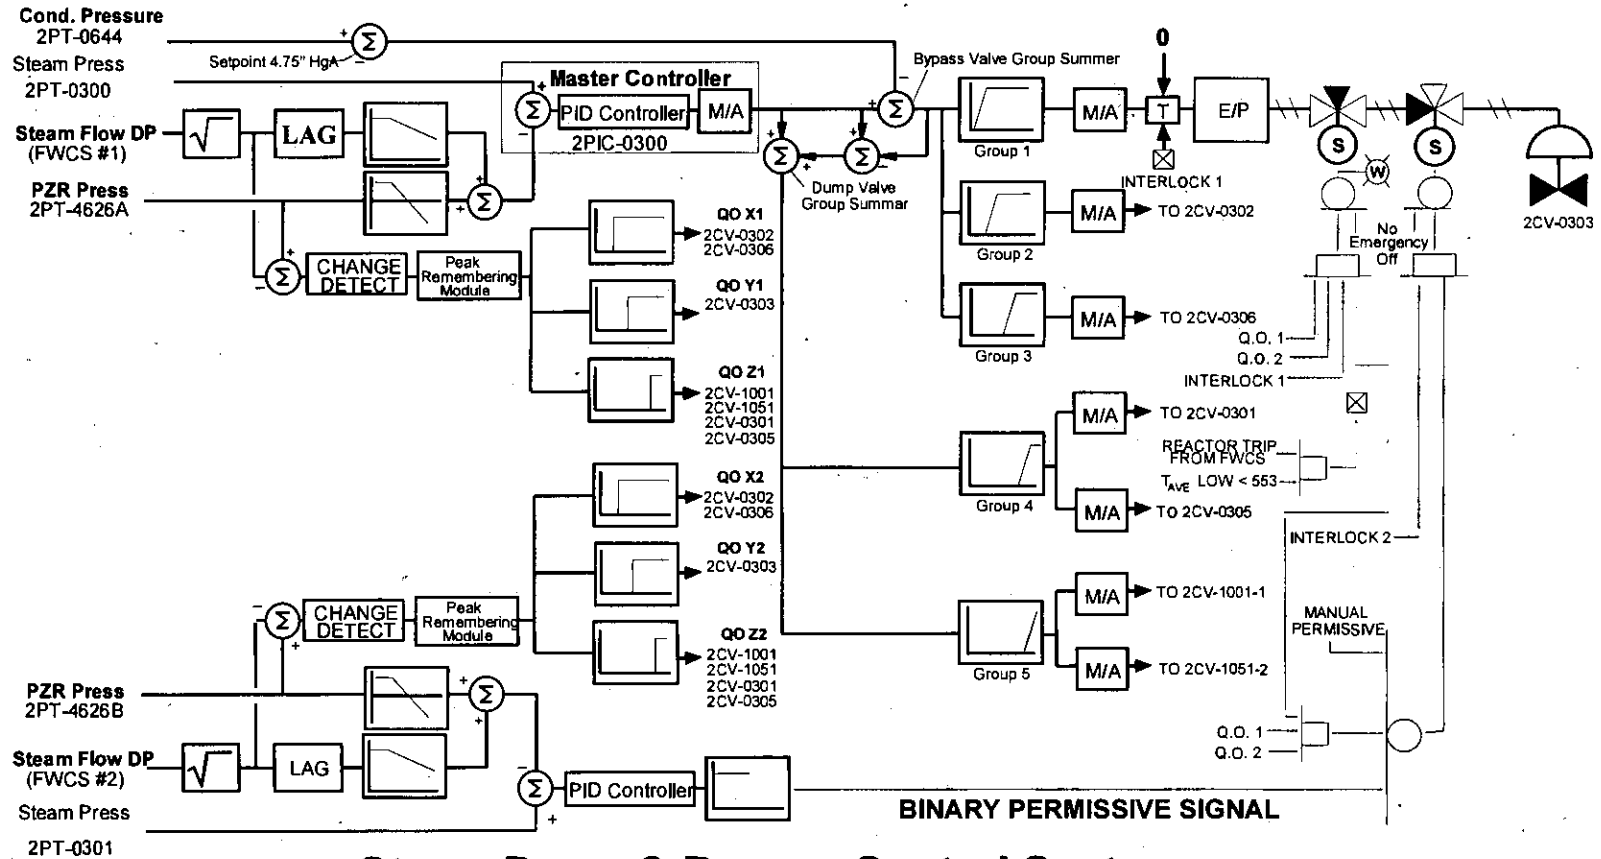 Cond. Pressure
2PT-0644
Setpoint 4.75" HgA
Steam Press
2PT-0300
Steam Flow DP
(FWCS #1)
LAG
PZR Press
2PT-4626A
CHANGE
DETECT
Peak
Remembering
Module
Master Controller
PID Controller
M/A
2PIC-0300
Bypass Valve Group Summer
Dump Valve
Group Summar
QO X1
2CV-0302
2CV-0306
QO Y1
2CV-0303
QO Z1
2CV-1001
2CV-1051
2CV-0301
2CV-0305
QO X2
2CV-0302
2CV-0306
QO Y2
2CV-0303
QO Z2
2CV-1001
2CV-1051
2CV-0301
2CV-0305
Group 1
M/A
0
T
INTERLOCK 1
E/P
S
S
W
2CV-0303
Group 2
M/A
TO 2CV-0302
Group 3
M/A
TO 2CV-0306
No
Emergency
Off
Q.O. 1
Q.O. 2
INTERLOCK 1
Group 4
M/A
TO 2CV-0301
M/A
TO 2CV-0305
REACTOR TRIP
FROM FWCS
TAVE LOW < 553
INTERLOCK 2
Group 5
M/A
TO 2CV-1001-1
M/A
TO 2CV-1051-2
MANUAL
PERMISSIVE
Q.O. 1
Q.O. 2
CHANGE
DETECT
Peak
Remembering
Module
PZR Press
2PT-4626B
Steam Flow DP
(FWCS #2)
LAG
Steam Press
2PT-0301
PID Controller
BINARY PERMISSIVE SIGNAL